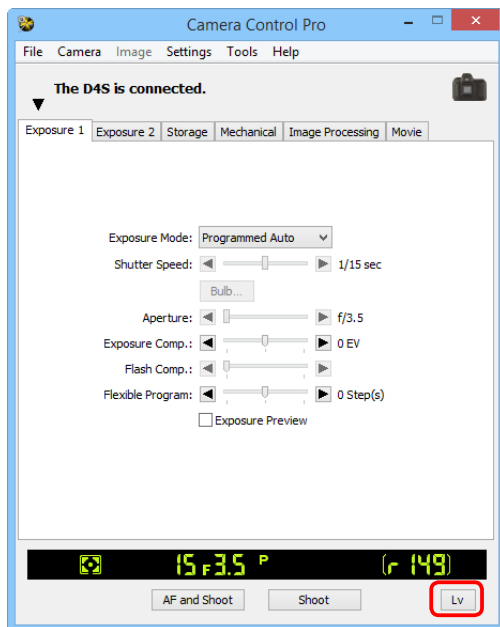 Camera Control Pro
File Camera Image Settings Tools Help
The D4S is connected.
Exposure 1 Exposure 2 Storage Mechanical Image Processing Movie
Exposure Mode: Programmed Auto
Shutter Speed: 1/15 sec
Bulb...
Aperture: f/3.5
Exposure Comp.: 0 EV
Flash Comp.:
Flexible Program: 0 Step(s)
Exposure Preview
15 F3.5 P (r 149)
AF and Shoot Shoot Lv